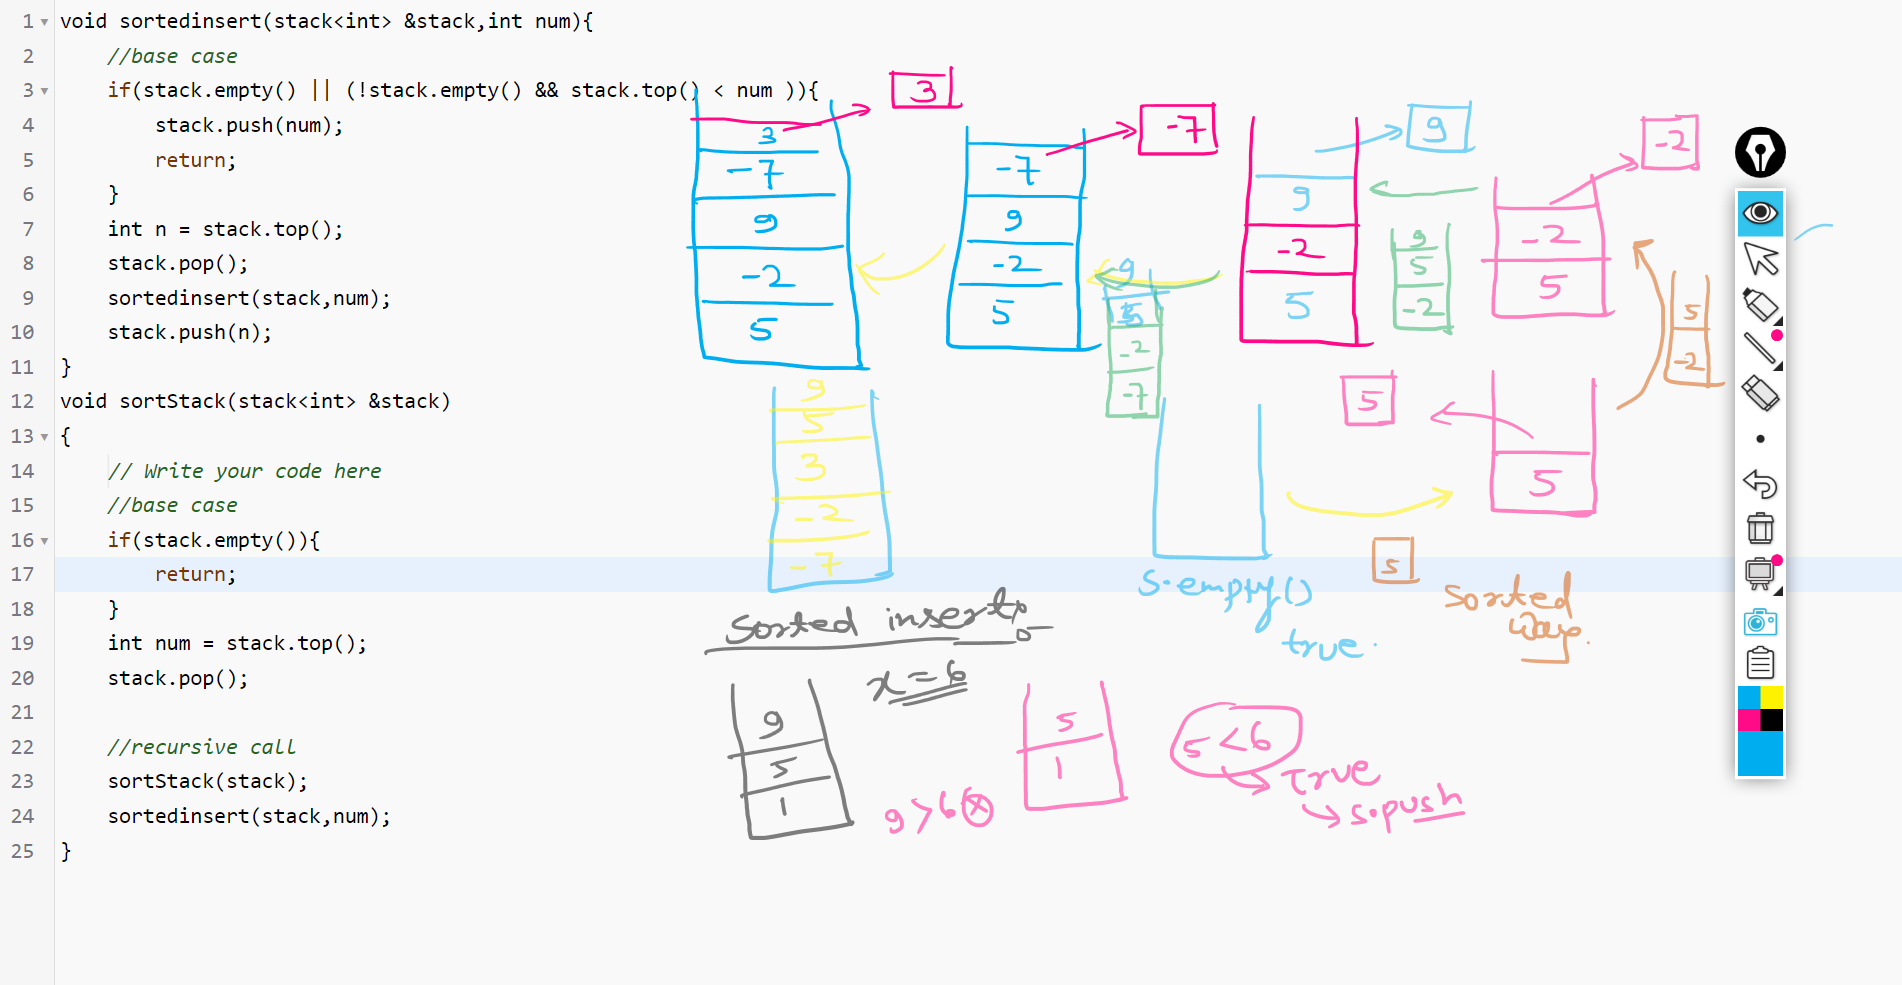 1 void sortedinsert(stack<int> &stack,int num){
2 //base case
3 if(stack.empty() || (!stack.empty() && stack.top() < num )){
4 stack.push(num);
5 return;
6 }
7 int n = stack.top();
8 stack.pop();
9 sortedinsert(stack,num);
10 stack.push(n);
11 }
12 void sortStack(stack<int> &stack)
13 {
14 // Write your code here
15 //base case
16 if(stack.empty()){
17 return;
18 }
19 int num = stack.top();
20 stack.pop();
21
22 //recursive call
23 sortStack(stack);
24 sortedinsert(stack,num);
25 }
3
3
-7
9
-2
5
-7
-7
9
-2
5
9
9
-2
5
-2
-2
5
9
5
-2
5
-2
9
5
-2
-7
5
5
9
5
3
-2
-7
s.empty()
true.
5
Sorted
way.
Sorted insert
x=6
9
5
1
9>6
5
1
5<6
True
s.push